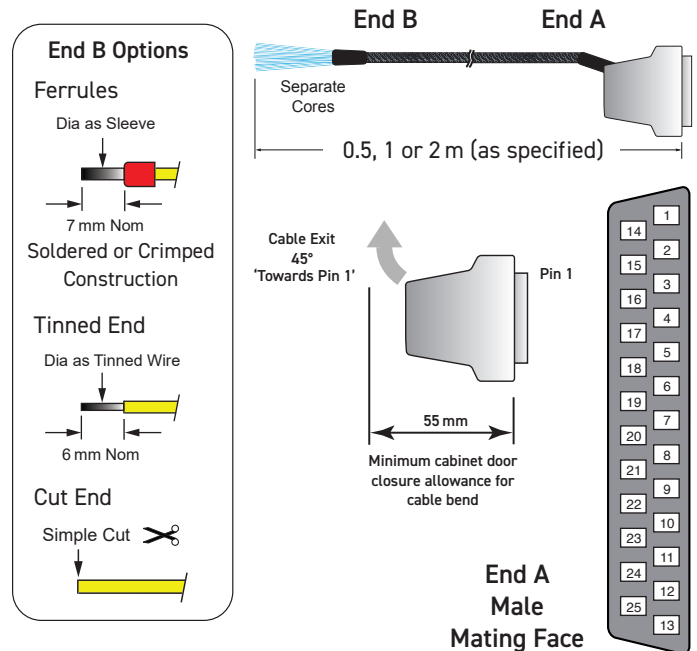 End B Options
Ferrules
Dia as Sleeve
7 mm Nom
Soldered or Crimped
Construction
Tinned End
Dia as Tinned Wire
6 mm Nom
Cut End
Simple Cut
End B
End A
Separate
Cores
0.5, 1 or 2 m (as specified)
Cable Exit
45°
'Towards Pin 1'
Pin 1
55 mm
Minimum cabinet door
closure allowance for
cable bend
1
14
2
15
3
16
4
17
5
18
6
19
7
20
8
21
9
22
10
23
11
24
12
25
13
End A
Male
Mating Face